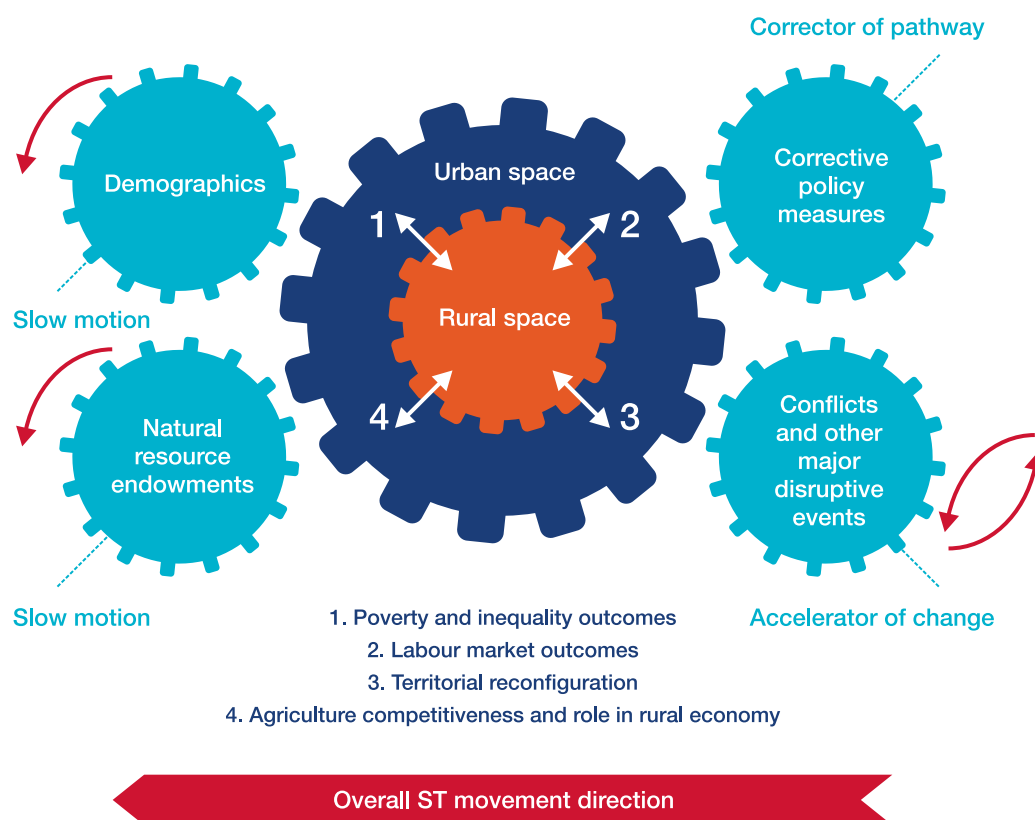 Corrector of pathway
Demographics
Urban space
Corrective
policy
measures
1
2
Rural space
Slow motion
4
3
Natural
resource
endowments
Conflicts
and other
major
disruptive
events
Slow motion
Accelerator of change
1. Poverty and inequality outcomes
2. Labour market outcomes
3. Territorial reconfiguration
4. Agriculture competitiveness and role in rural economy
Overall ST movement direction